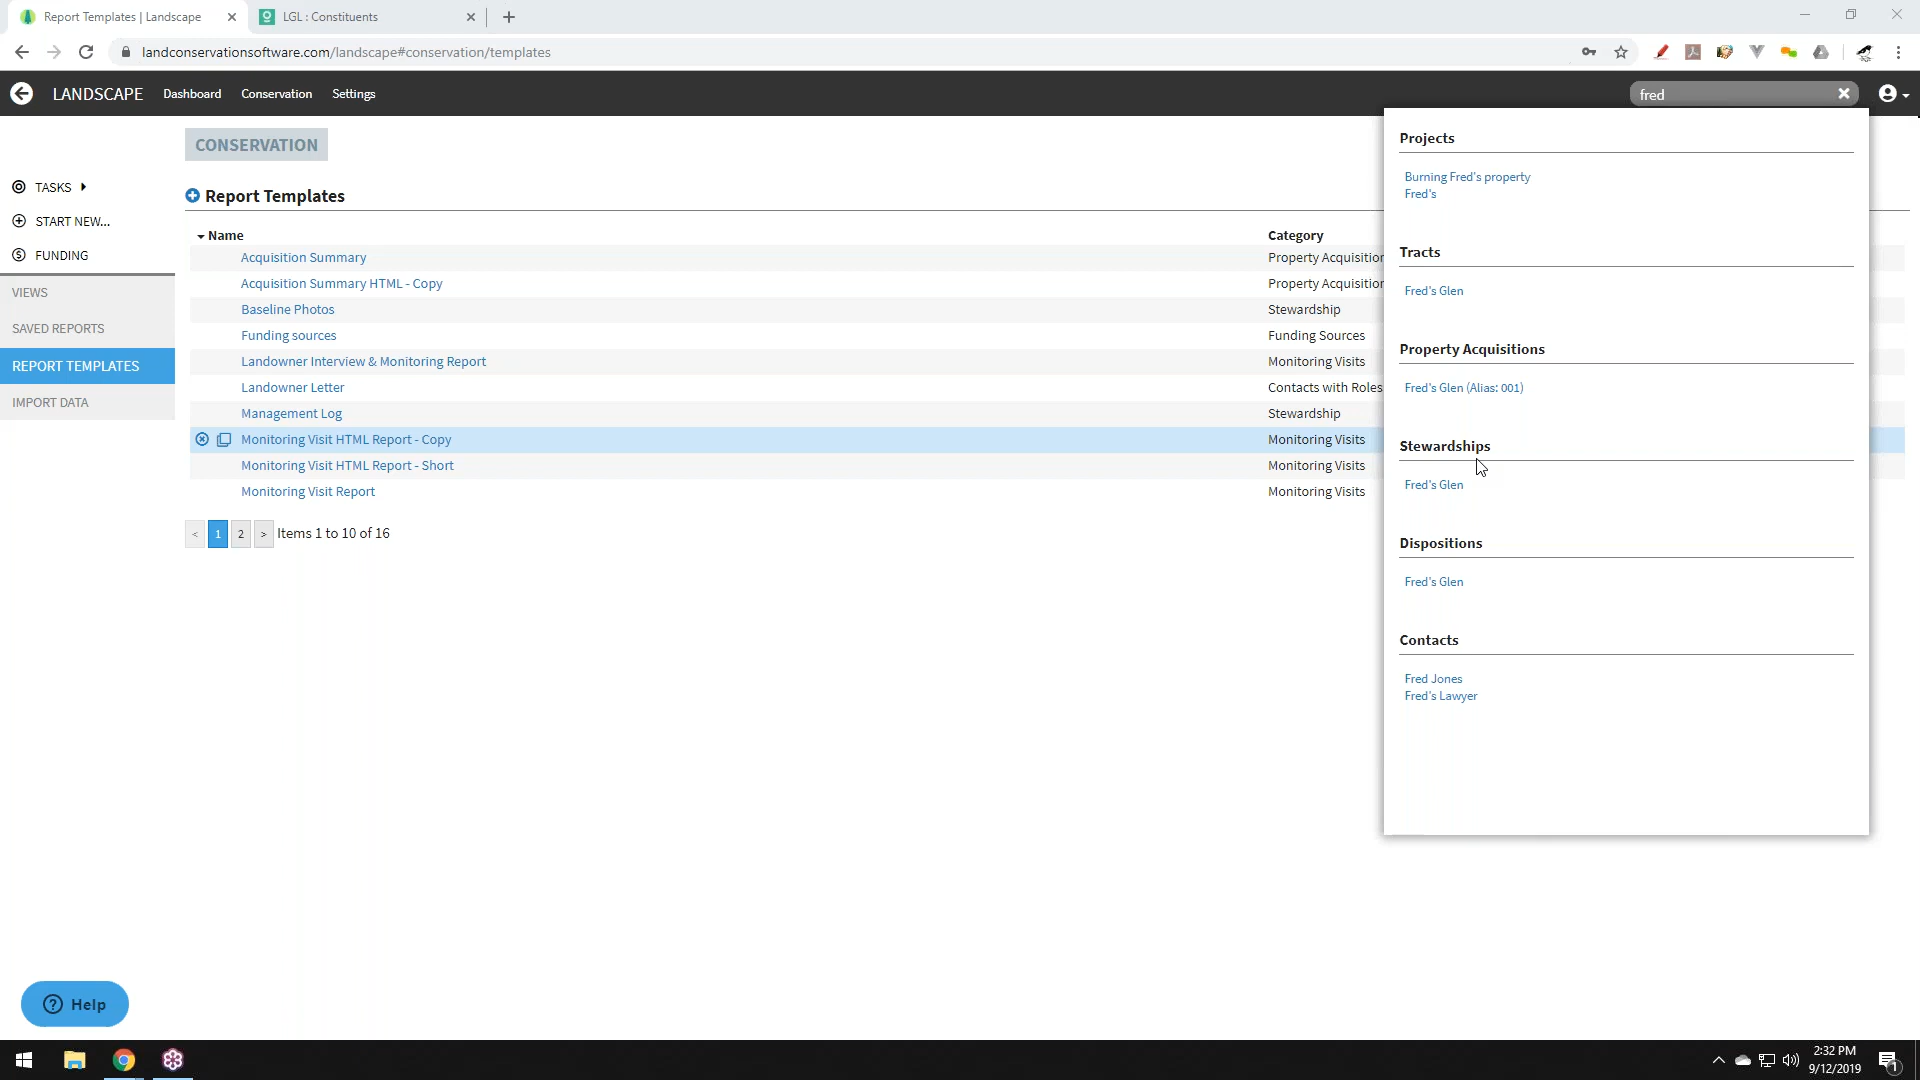 Report Templates | Landscape
LGL : Constituents
landconservationsoftware.com/landscape#conservation/templates
LANDSCAPE Dashboard Conservation Settings
fred
CONSERVATION
TASKS
START NEW...
FUNDING
VIEWS
SAVED REPORTS
REPORT TEMPLATES
IMPORT DATA
Report Templates
Name Category
Acquisition Summary Property Acquisition
Acquisition Summary HTML - Copy Property Acquisition
Baseline Photos Stewardship
Funding sources Funding Sources
Landowner Interview & Monitoring Report Monitoring Visits
Landowner Letter Contacts with Roles
Management Log Stewardship
Monitoring Visit HTML Report - Copy Monitoring Visits
Monitoring Visit HTML Report - Short Monitoring Visits
Monitoring Visit Report Monitoring Visits
< 1 2 > Items 1 to 10 of 16
Projects
Burning Fred's property
Fred's
Tracts
Fred's Glen
Property Acquisitions
Fred's Glen (Alias: 001)
Stewardships
Fred's Glen
Dispositions
Fred's Glen
Contacts
Fred Jones
Fred's Lawyer
? Help
2:32 PM
9/12/2019
1